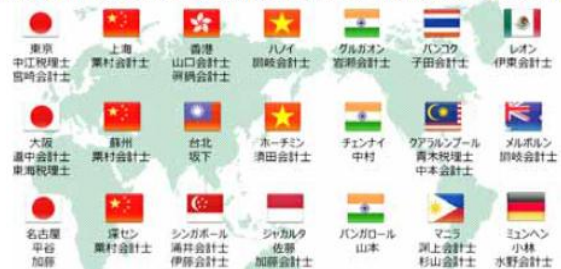 東京
中江税理士
宮崎会計士
上海
栗村会計士
香港
山口会計士
眞鍋会計士
ハノイ
訓岐会計士
グルガオン
岩瀬会計士
バンコク
子田会計士
レオン
伊東会計士
大阪
道中会計士
東海税理士
蘇州
栗村会計士
台北
坂下
ホーチミン
須田会計士
チェンナイ
中村
クアラルンプール
青木税理士
中本会計士
メルボルン
訓岐会計士
名古屋
平谷
加藤
深セン
栗村会計士
シンガポール
涌井会計士
伊藤会計士
ジャカルタ
佐藤
加藤会計士
バンガロール
山本
マニラ
渕上会計士
杉山会計士
ミュンヘン
小林
水野会計士